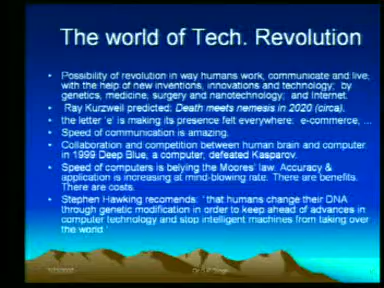 The world of Tech. Revolution
• Possibility of revolution in way humans work, communicate and live,
with the help of new inventions, innovations and technology; by
genetics, medicine, surgery and nanotechnology; and Internet.
• Ray Kurzweil predicted: Death meets nemesis in 2020 (circa).
• the letter 'e' is making its presence felt everywhere: e-commerce, ...
• Speed of communication is amazing.
• Collaboration and competition between human brain and computer
in 1999 Deep Blue, a computer, defeated Kasparov.
• Speed of computers is belying the Moores' law. Accuracy &
application is increasing at mind-blowing rate. There are benefits.
There are costs.
• Stephen Hawking recomends: 'that humans change their DNA
through genetic modification in order to keep ahead of advances in
computer technology and stop intelligent machines from taking over
the world'